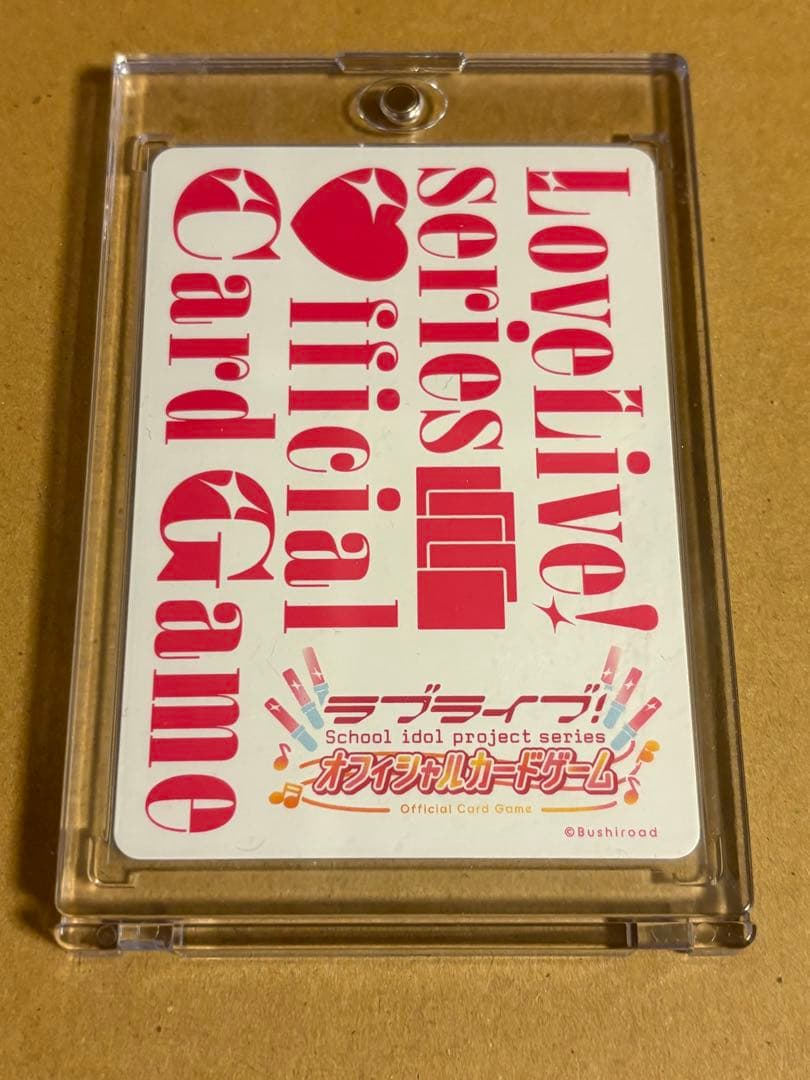 LoveLive!
series
Official
Card Game
ラブライブ!
School idol project series
オフィシャルカードゲーム
Official Card Game
©Bushiroad